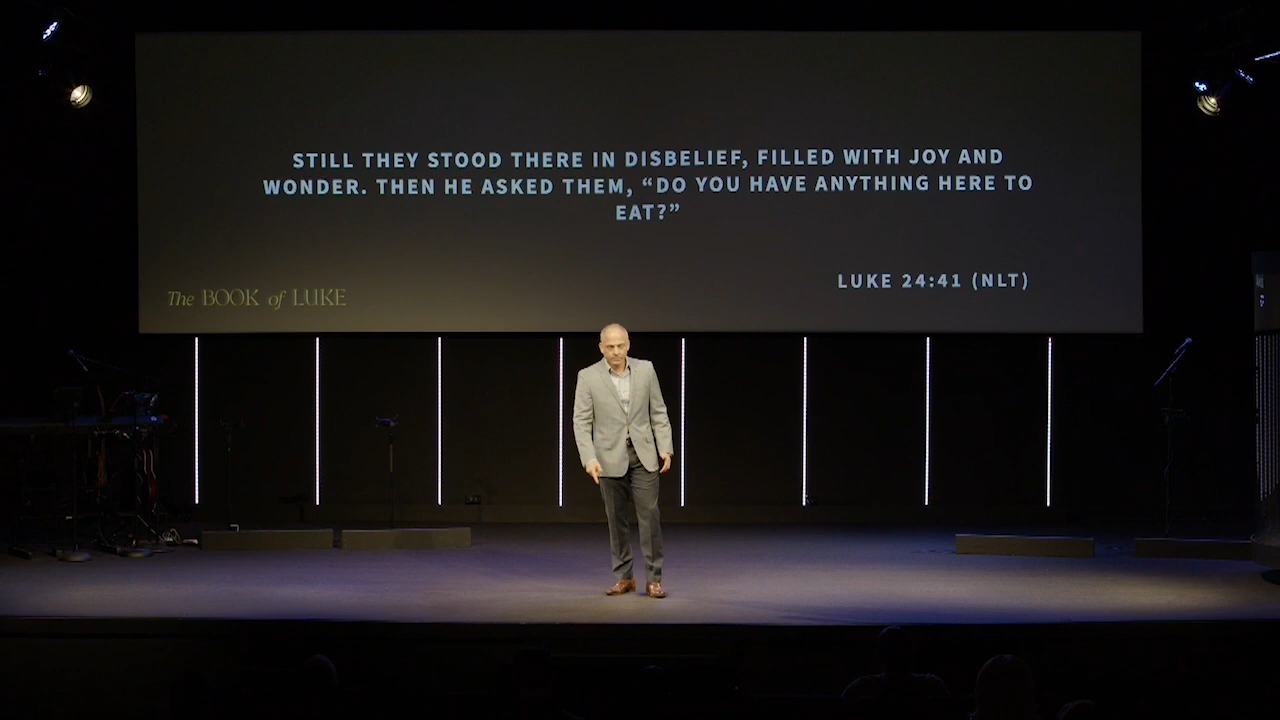 STILL THEY STOOD THERE IN DISBELIEF, FILLED WITH JOY AND
WONDER. THEN HE ASKED THEM, “DO YOU HAVE ANYTHING HERE TO
EAT?”
LUKE 24:41 (NLT)
The BOOK of LUKE